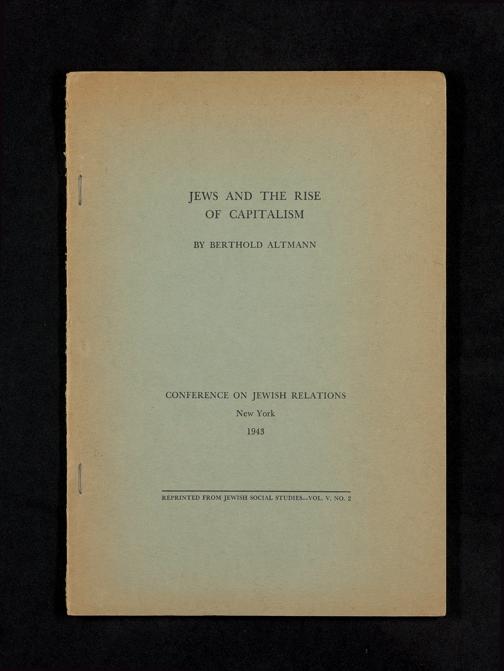 JEWS AND THE RISE
OF CAPITALISM
BY BERTHOLD ALTMANN
CONFERENCE ON JEWISH RELATIONS
New York
1943
REPRINTED FROM JEWISH SOCIAL STUDIES—VOL. V, NO. 2